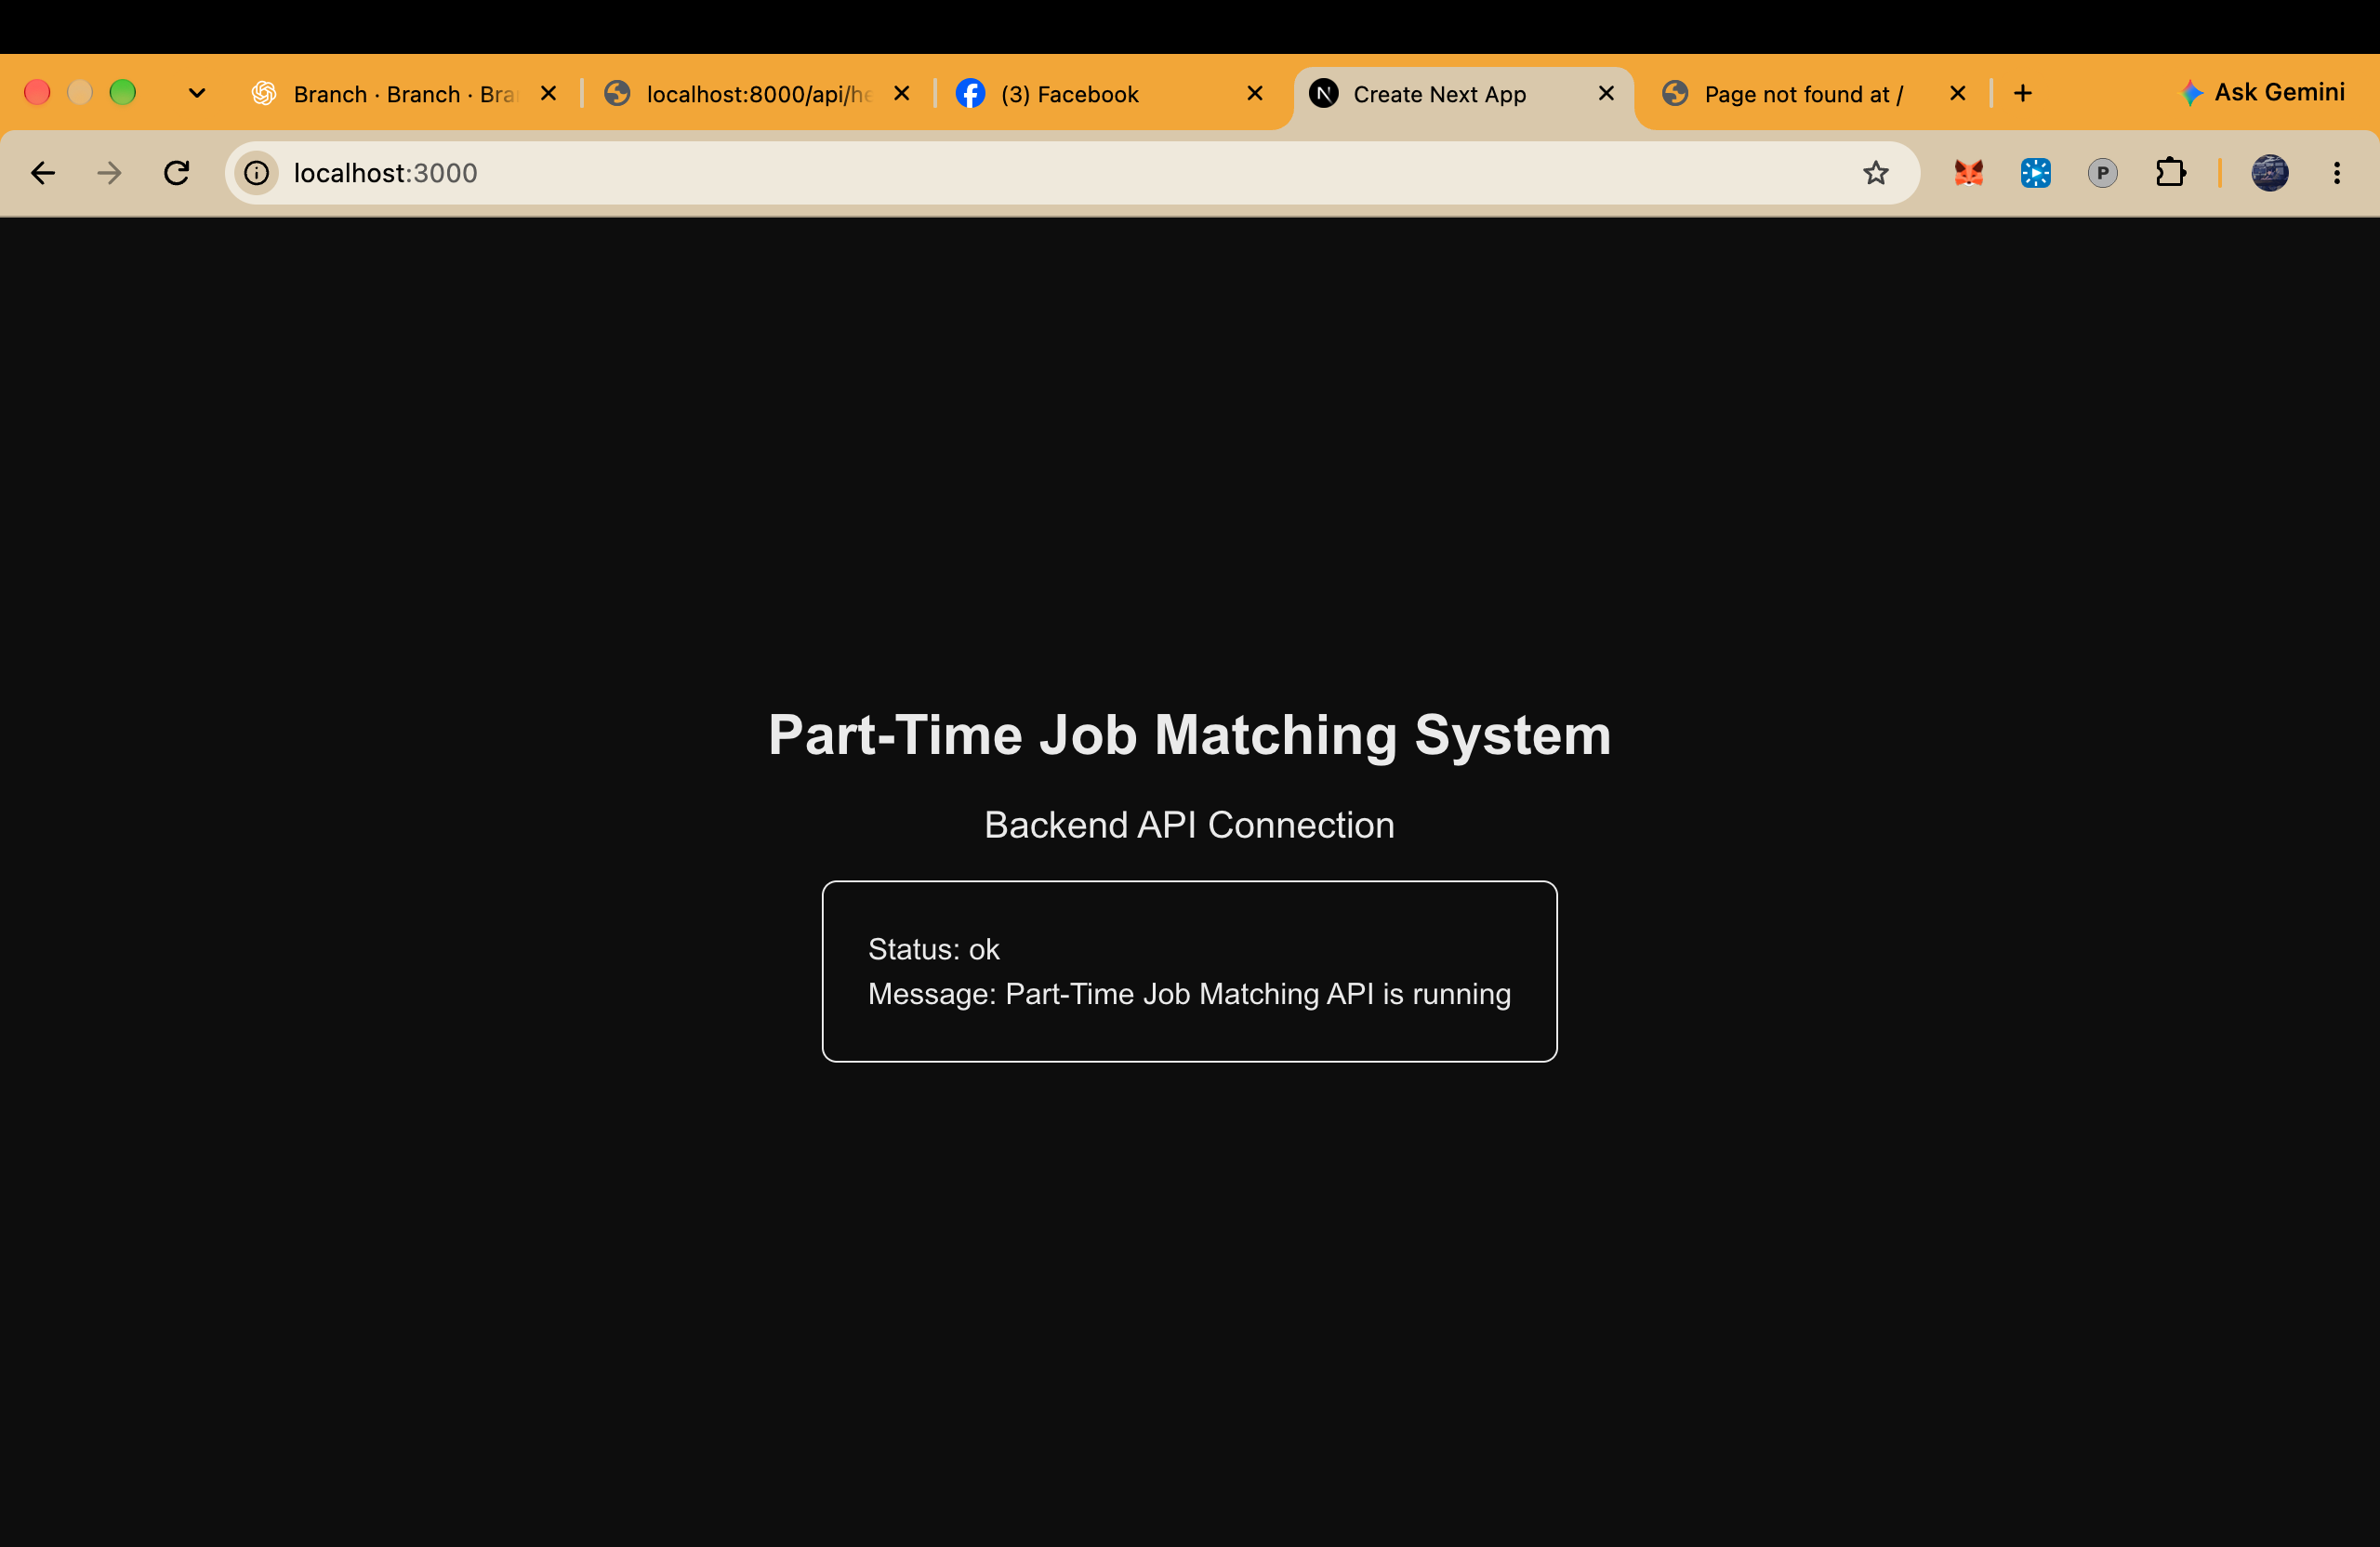 Branch · Branch · Bra
localhost:8000/api/he
(3) Facebook
Create Next App
Page not found at /
Ask Gemini
localhost:3000
P
Part-Time Job Matching System
Backend API Connection
Status: ok
Message: Part-Time Job Matching API is running